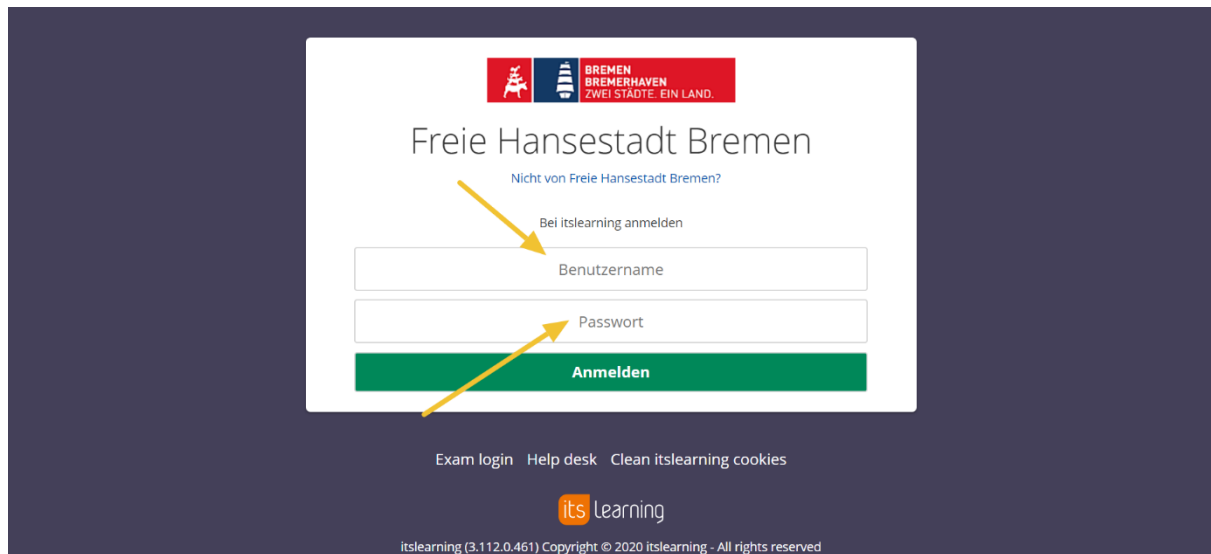 BREMEN
BREMERHAVEN
ZWEI STÄDTE. EIN LAND.
Freie Hansestadt Bremen
Nicht von Freie Hansestadt Bremen?
Bei itslearning anmelden
Benutzername
Passwort
Anmelden
Exam login Help desk Clean itslearning cookies
its learning
itslearning (3.112.0.461) Copyright © 2020 itslearning - All rights reserved